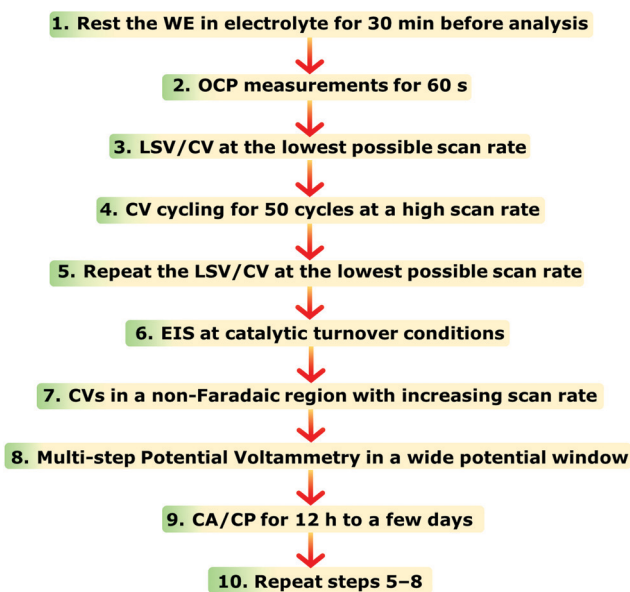 1. Rest the WE in electrolyte for 30 min before analysis
2. OCP measurements for 60 s
3. LSV/CV at the lowest possible scan rate
4. CV cycling for 50 cycles at a high scan rate
5. Repeat the LSV/CV at the lowest possible scan rate
6. EIS at catalytic turnover conditions
7. CVs in a non-Faradaic region with increasing scan rate
8. Multi-step Potential Voltammetry in a wide potential window
9. CA/CP for 12 h to a few days
10. Repeat steps 5–8